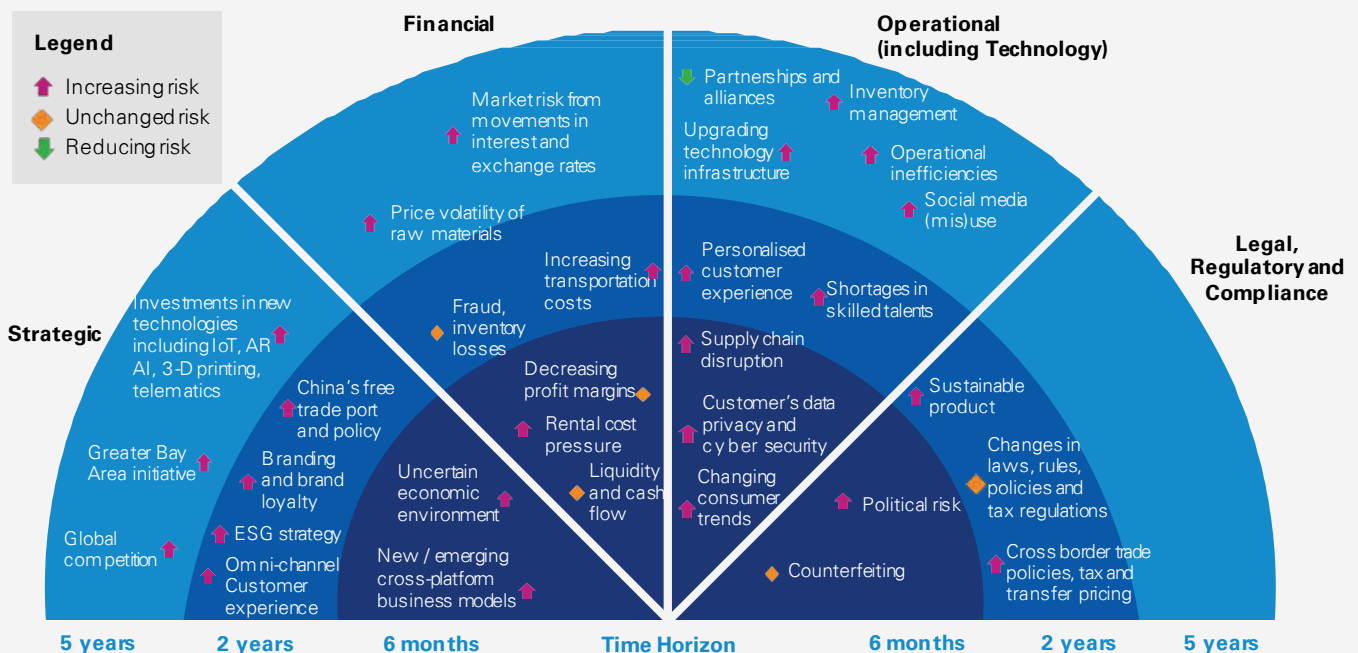 Legend
Increasing risk
Unchanged risk
Reducing risk
Financial
Operational
(including Technology)
Strategic
Legal,
Regulatory and
Compliance
Market risk from
movements in
interest and
exchange rates
Price volatility of
raw materials
Increasing
transportation
costs
Fraud,
inventory
losses
Decreasing
profit margins
Rental cost
pressure
Liquidity
and cash
flow
Partnerships and
alliances
Inventory
management
Upgrading
technology
infrastructure
Operational
inefficiencies
Social media
(mis)use
Personalised
customer
experience
Shortages in
skilled talents
Supply chain
disruption
Customer's data
privacy and
cyber security
Changing
consumer
trends
Investments in new
technologies
including IoT, AR
AI, 3-D printing,
telematics
China's free
trade port
and policy
Greater Bay
Area initiative
Branding
and brand
loyalty
Global
competition
ESG strategy
Omni-channel
Customer
experience
Uncertain
economic
environment
New / emerging
cross-platform
business models
Sustainable
product
Changes in
laws, rules,
policies and
tax regulations
Political risk
Counterfeiting
Cross border trade
policies, tax and
transfer pricing
5 years
2 years
6 months
Time Horizon
6 months
2 years
5 years